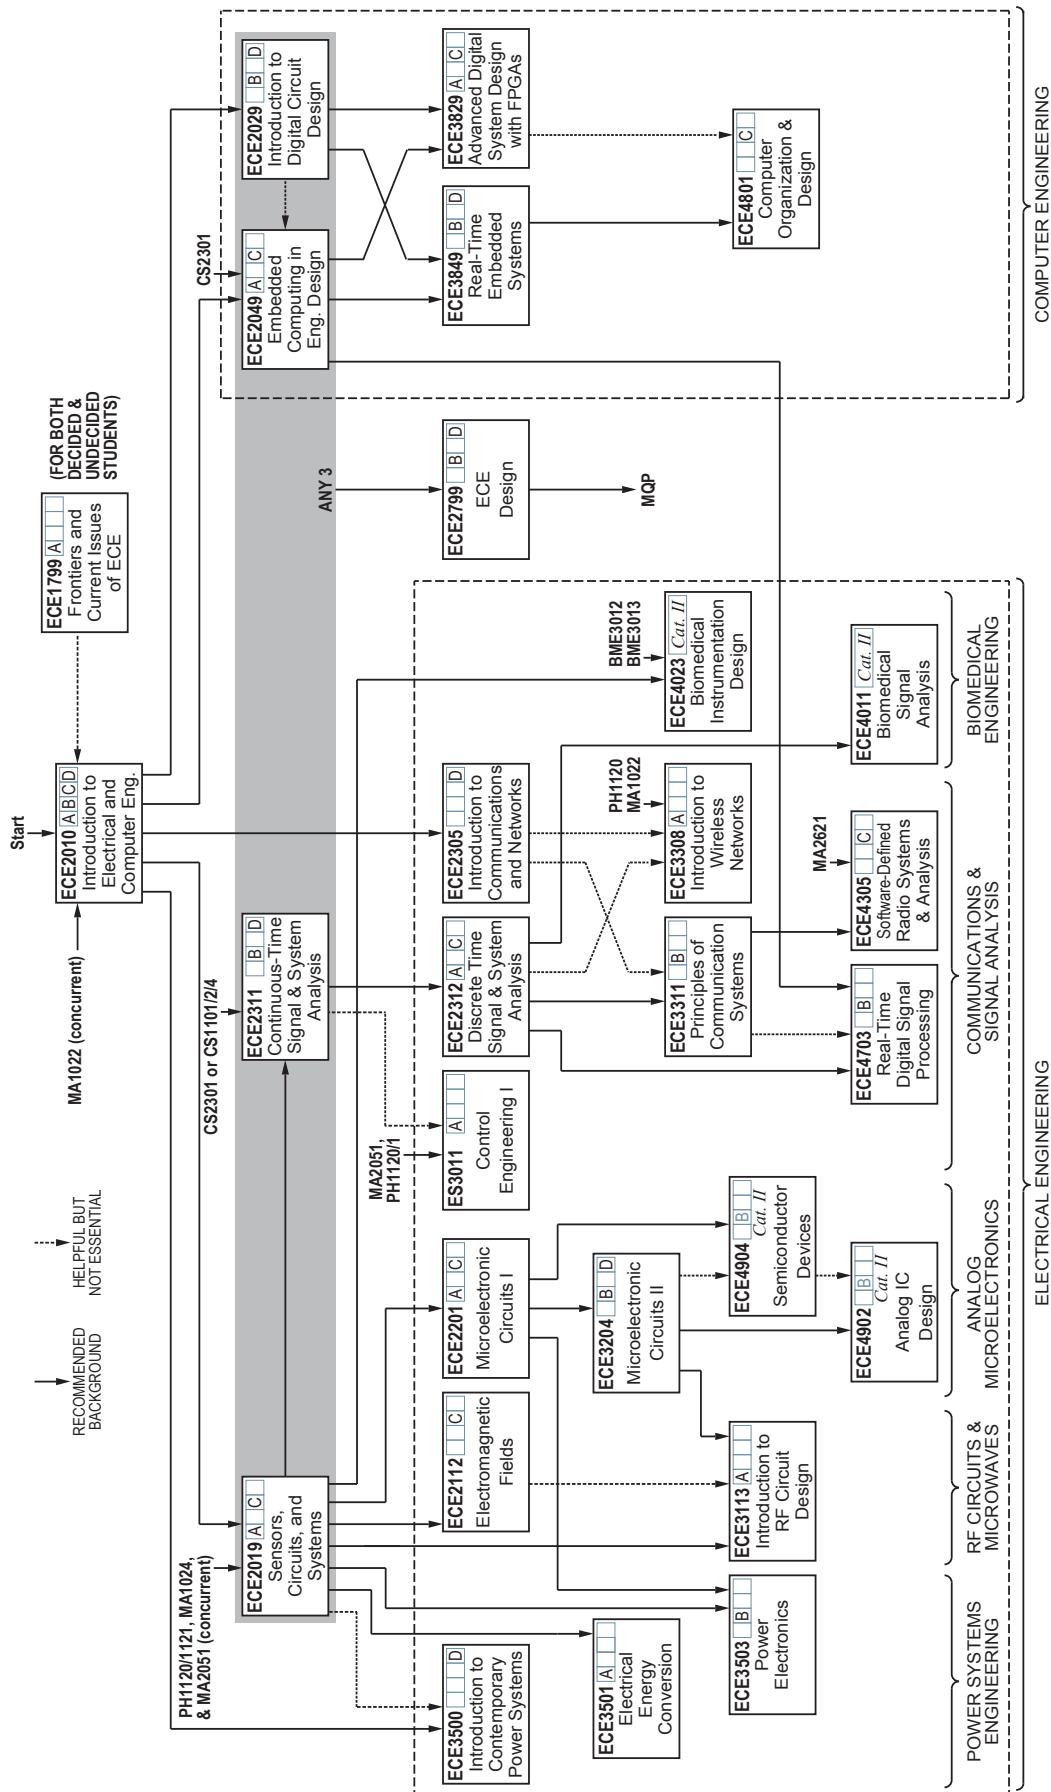 Start
MA1022 (concurrent)
ECE2010 A B C D
Introduction to
Electrical and
Computer Eng.
ECE1799 A
Frontiers and
Current Issues
of ECE
(FOR BOTH
DECIDED &
UNDECIDED
STUDENTS)
RECOMMENDED
BACKGROUND
HELPFUL BUT
NOT ESSENTIAL
PH1120/1121, MA1024,
& MA2051 (concurrent)
CS2301 or CS1101/2/4
CS2301
ECE2019 A C
Sensors,
Circuits, and
Systems
ECE2311 B D
Continuous-Time
Signal & System
Analysis
ECE2049 A C
Embedded
Computing in
Eng. Design
ECE2029 B D
Introduction to
Digital Circuit
Design
ANY 3
MA2051,
PH1120/1
ECE3500 D
Introduction to
Contemporary
Power Systems
ECE2112 C
Electromagnetic
Fields
ECE2201 A C
Microelectronic
Circuits I
ES3011 A
Control
Engineering I
ECE2312 A C
Discrete Time
Signal & System
Analysis
ECE2305 D
Introduction to
Communications
and Networks
ECE2799 B D
ECE
Design
ECE3849 B D
Real-Time
Embedded
Systems
ECE3829 A C
Advanced Digital
System Design
with FPGAs
MQP
ECE3501 A
Electrical
Energy
Conversion
ECE3204 B D
Microelectronic
Circuits II
PH1120
MA1022
BME3012
BME3013
ECE3311 B
Principles of
Communication
Systems
ECE3308 A
Introduction to
Wireless
Networks
ECE4023 Cat. II
Biomedical
Instrumentation
Design
ECE3503 B
Power
Electronics
ECE3113 A
Introduction to
RF Circuit
Design
ECE4904 B
Cat. II
Semiconductor
Devices
ECE4801 C
Computer
Organization &
Design
MA2621
ECE4902 B
Cat. II
Analog IC
Design
ECE4703 B
Real-Time
Digital Signal
Processing
ECE4305 C
Software-Defined
Radio Systems
& Analysis
ECE4011 Cat. II
Biomedical
Signal
Analysis
POWER SYSTEMS
ENGINEERING
RF CIRCUITS &
MICROWAVES
ANALOG
MICROELECTRONICS
COMMUNICATIONS &
SIGNAL ANALYSIS
BIOMEDICAL
ENGINEERING
ELECTRICAL ENGINEERING
COMPUTER ENGINEERING